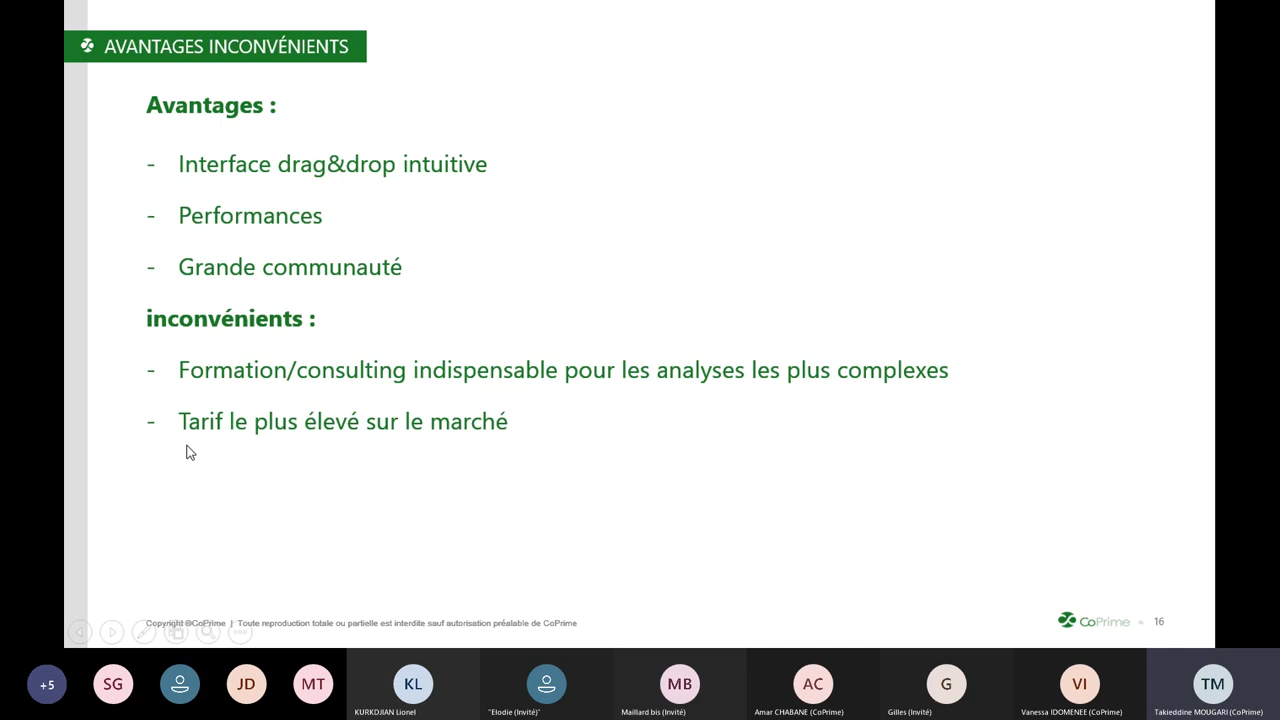 AVANTAGES INCONVÉNIENTS
Avantages :
- Interface drag&drop intuitive
- Performances
- Grande communauté
inconvénients :
- Formation/consulting indispensable pour les analyses les plus complexes
- Tarif le plus élevé sur le marché
Copyright ©CoPrime | Toute reproduction totale ou partielle est interdite sauf autorisation préalable de CoPrime
CoPrime » 16
+5 SG JD MT KL MB AC G VI TM
KURKDJIAN Lionel "Elodie (Invité)" Maillard bis (Invité) Amar CHABANE (CoPrime) Gilles (Invité) Vanessa IDOMENEE (CoPrime) Takieddine MOUGARI (CoPrime)